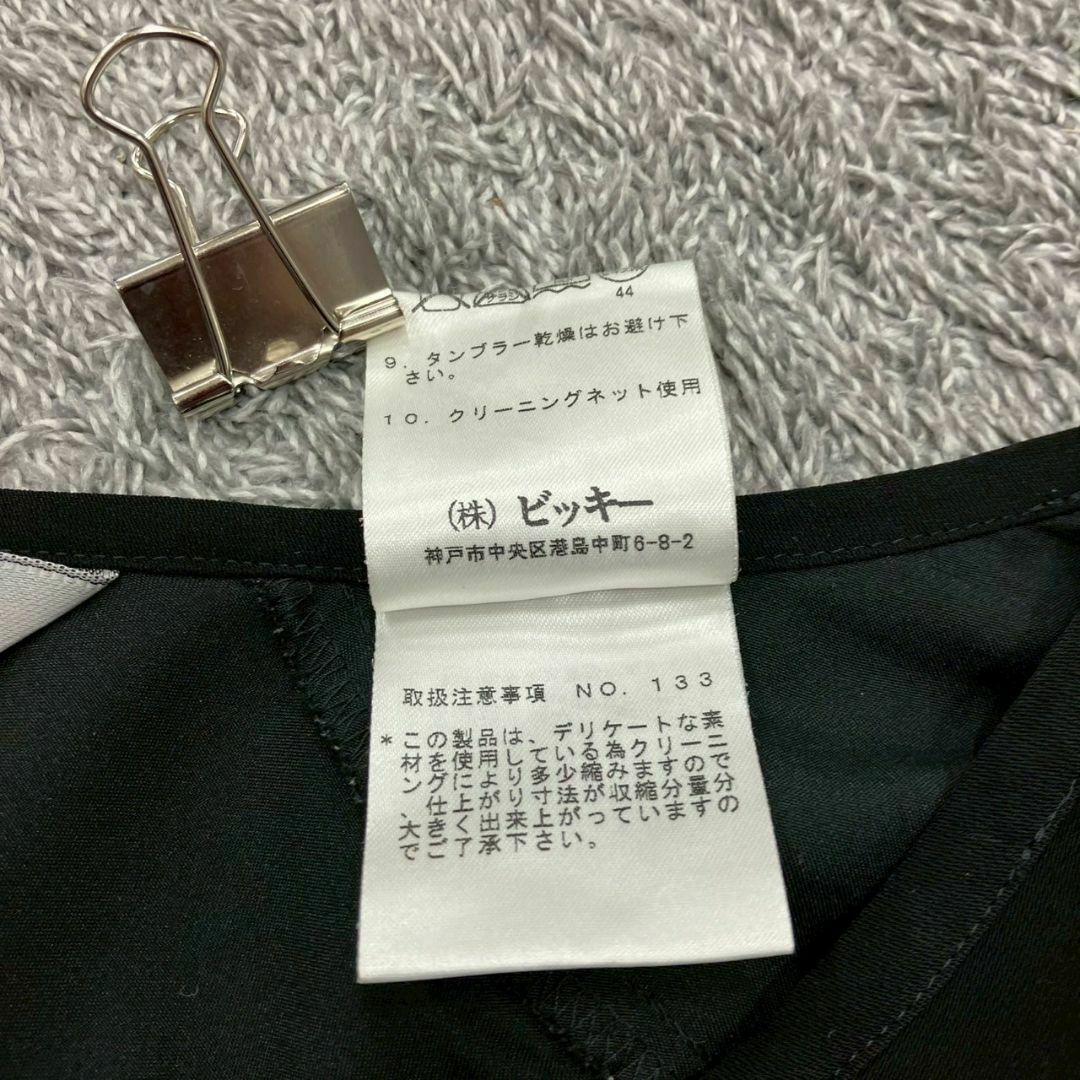 サラシ
44
9. タンブラー乾燥はお避け下
さい。
10. クリーニングネット使用
(株) ビッキー
神戸市中央区港島中町6-8-2
取扱注意事項 NO. 133
*この製品は、デリケートな素
材を使用している為クリーニ
ングにより多少縮みますので
、仕上がり寸法が収縮分量分
大きく出来上がっていますの
でご了承下さい。